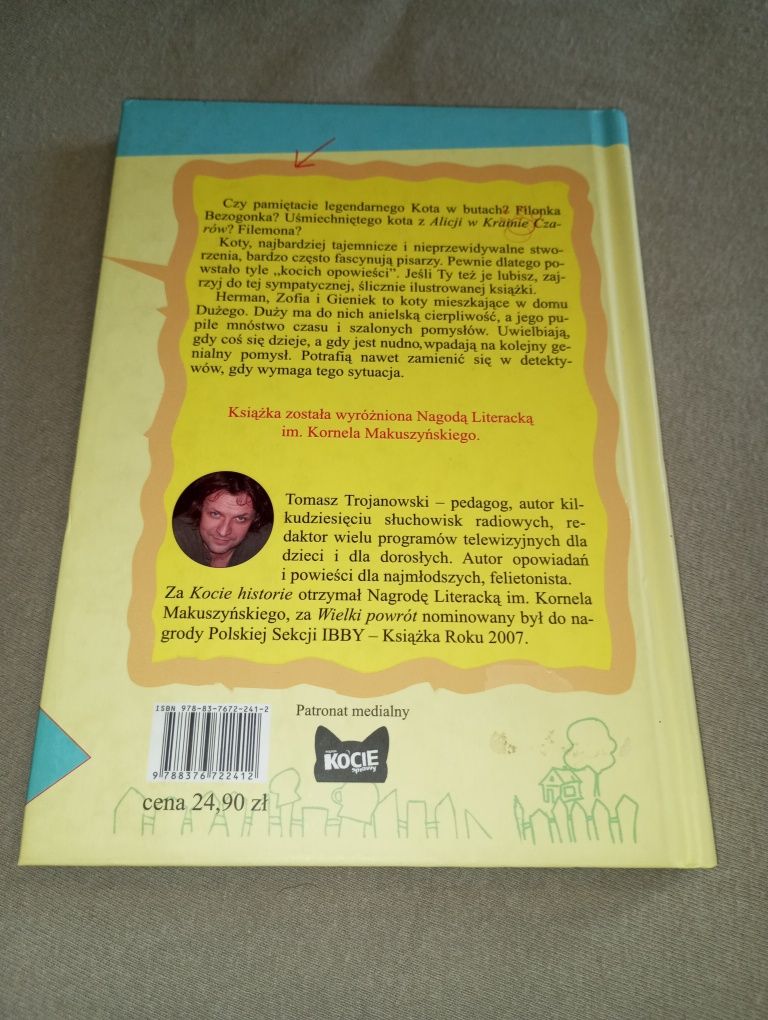 Czy pamiętacie legendarnego Kota w butach? Filonka
Bezogonka? Uśmiechniętego kota z Alicji w Krainie Cza-
rów? Filemona?
Koty, najbardziej tajemnicze i nieprzewidywalne stwo-
rzenia, bardzo często fascynują pisarzy. Pewnie dlatego po-
wstało tyle „kocich opowieści”. Jeśli Ty też je lubisz, zaj-
rzyj do tej sympatycznej, ślicznie ilustrowanej książki.
Herman, Zofia i Gieniek to koty mieszkające w domu
Dużego. Duży ma do nich anielską cierpliwość, a jego pu-
pile mnóstwo czasu i szalonych pomysłów. Uwielbiają,
gdy coś się dzieje, a gdy jest nudno, wpadają na kolejny ge-
nialny pomysł. Potrafią nawet zamienić się w detekty-
wów, gdy wymaga tego sytuacja.
Książka została wyróżniona Nagodą Literacką
im. Kornela Makuszyńskiego.
Tomasz Trojanowski – pedagog, autor kil-
kudziesięciu słuchowisk radiowych, re-
daktor wielu programów telewizyjnych dla
dzieci i dla dorosłych. Autor opowiadań
i powieści dla najmłodszych, felietonista.
Za Kocie historie otrzymał Nagrodę Literacką im. Kornela
Makuszyńskiego, za Wielki powrót nominowany był do na-
grody Polskiej Sekcji IBBY – Książka Roku 2007.
ISBN 978-83-7672-241-2
9 788376 722412
cena 24,90 zł
Patronat medialny
KOCIE
sprawy